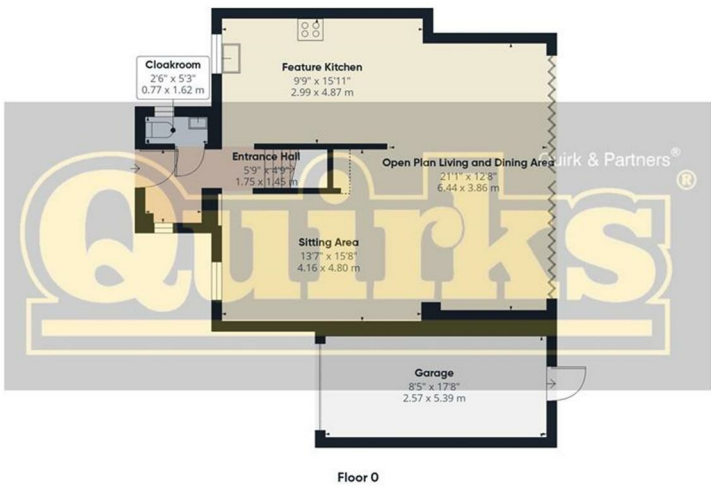 Feature Kitchen
9'9" x 15'11"
2.99 x 4.87 m
Cloakroom
2'6" x 5'3"
0.77 x 1.62 m
Entrance Hall
5'9" x 4'9"
1.75 x 1.45 m
Open Plan Living and Dining Area
21'1" x 12'8"
6.44 x 3.86 m
Quirk & Partners®
Quirks®
Sitting Area
13'7" x 15'8"
4.16 x 4.80 m
Garage
8'5" x 17'8"
2.57 x 5.39 m
Floor 0